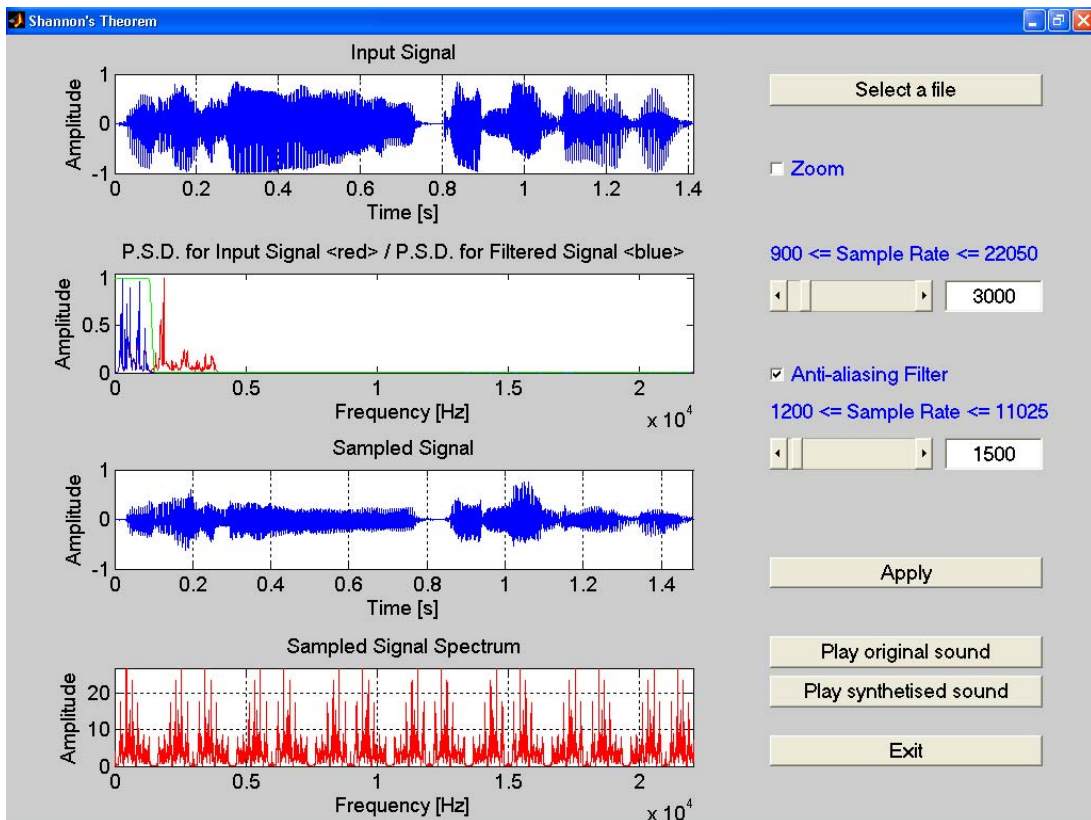 Shannon's Theorem
Input Signal
Amplitude
1
0
-1
0 0.2 0.4 0.6 0.8 1 1.2 1.4
Time [s]
P.S.D. for Input Signal <red> / P.S.D. for Filtered Signal <blue>
Amplitude
1
0.5
0
0 0.5 1 1.5 2
Frequency [Hz]
x 10^4
Sampled Signal
Amplitude
1
0
-1
0 0.2 0.4 0.6 0.8 1 1.2 1.4
Time [s]
Sampled Signal Spectrum
Amplitude
20
10
0
0 0.5 1 1.5 2
Frequency [Hz]
x 10^4
Select a file
Zoom
900 <= Sample Rate <= 22050
3000
Anti-aliasing Filter
1200 <= Sample Rate <= 11025
1500
Apply
Play original sound
Play synthetised sound
Exit